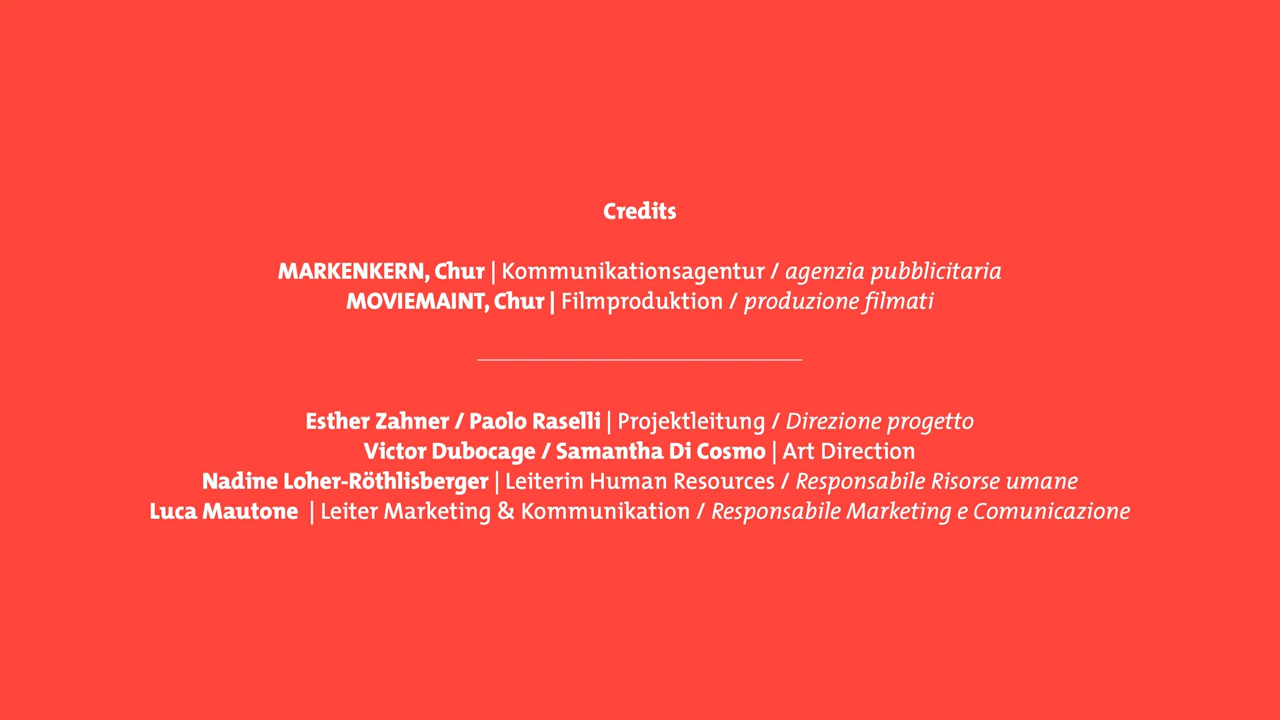 Credits
MARKENKERN, Chur | Kommunikationsagentur / agenzia pubblicitaria
MOVIEMAINT, Chur | Filmproduktion / produzione filmati
Esther Zahner / Paolo Raselli | Projektleitung / Direzione progetto
Victor Dubocage / Samantha Di Cosmo | Art Direction
Nadine Loher-Röthlisberger | Leiterin Human Resources / Responsabile Risorse umane
Luca Mautone | Leiter Marketing & Kommunikation / Responsabile Marketing e Comunicazione